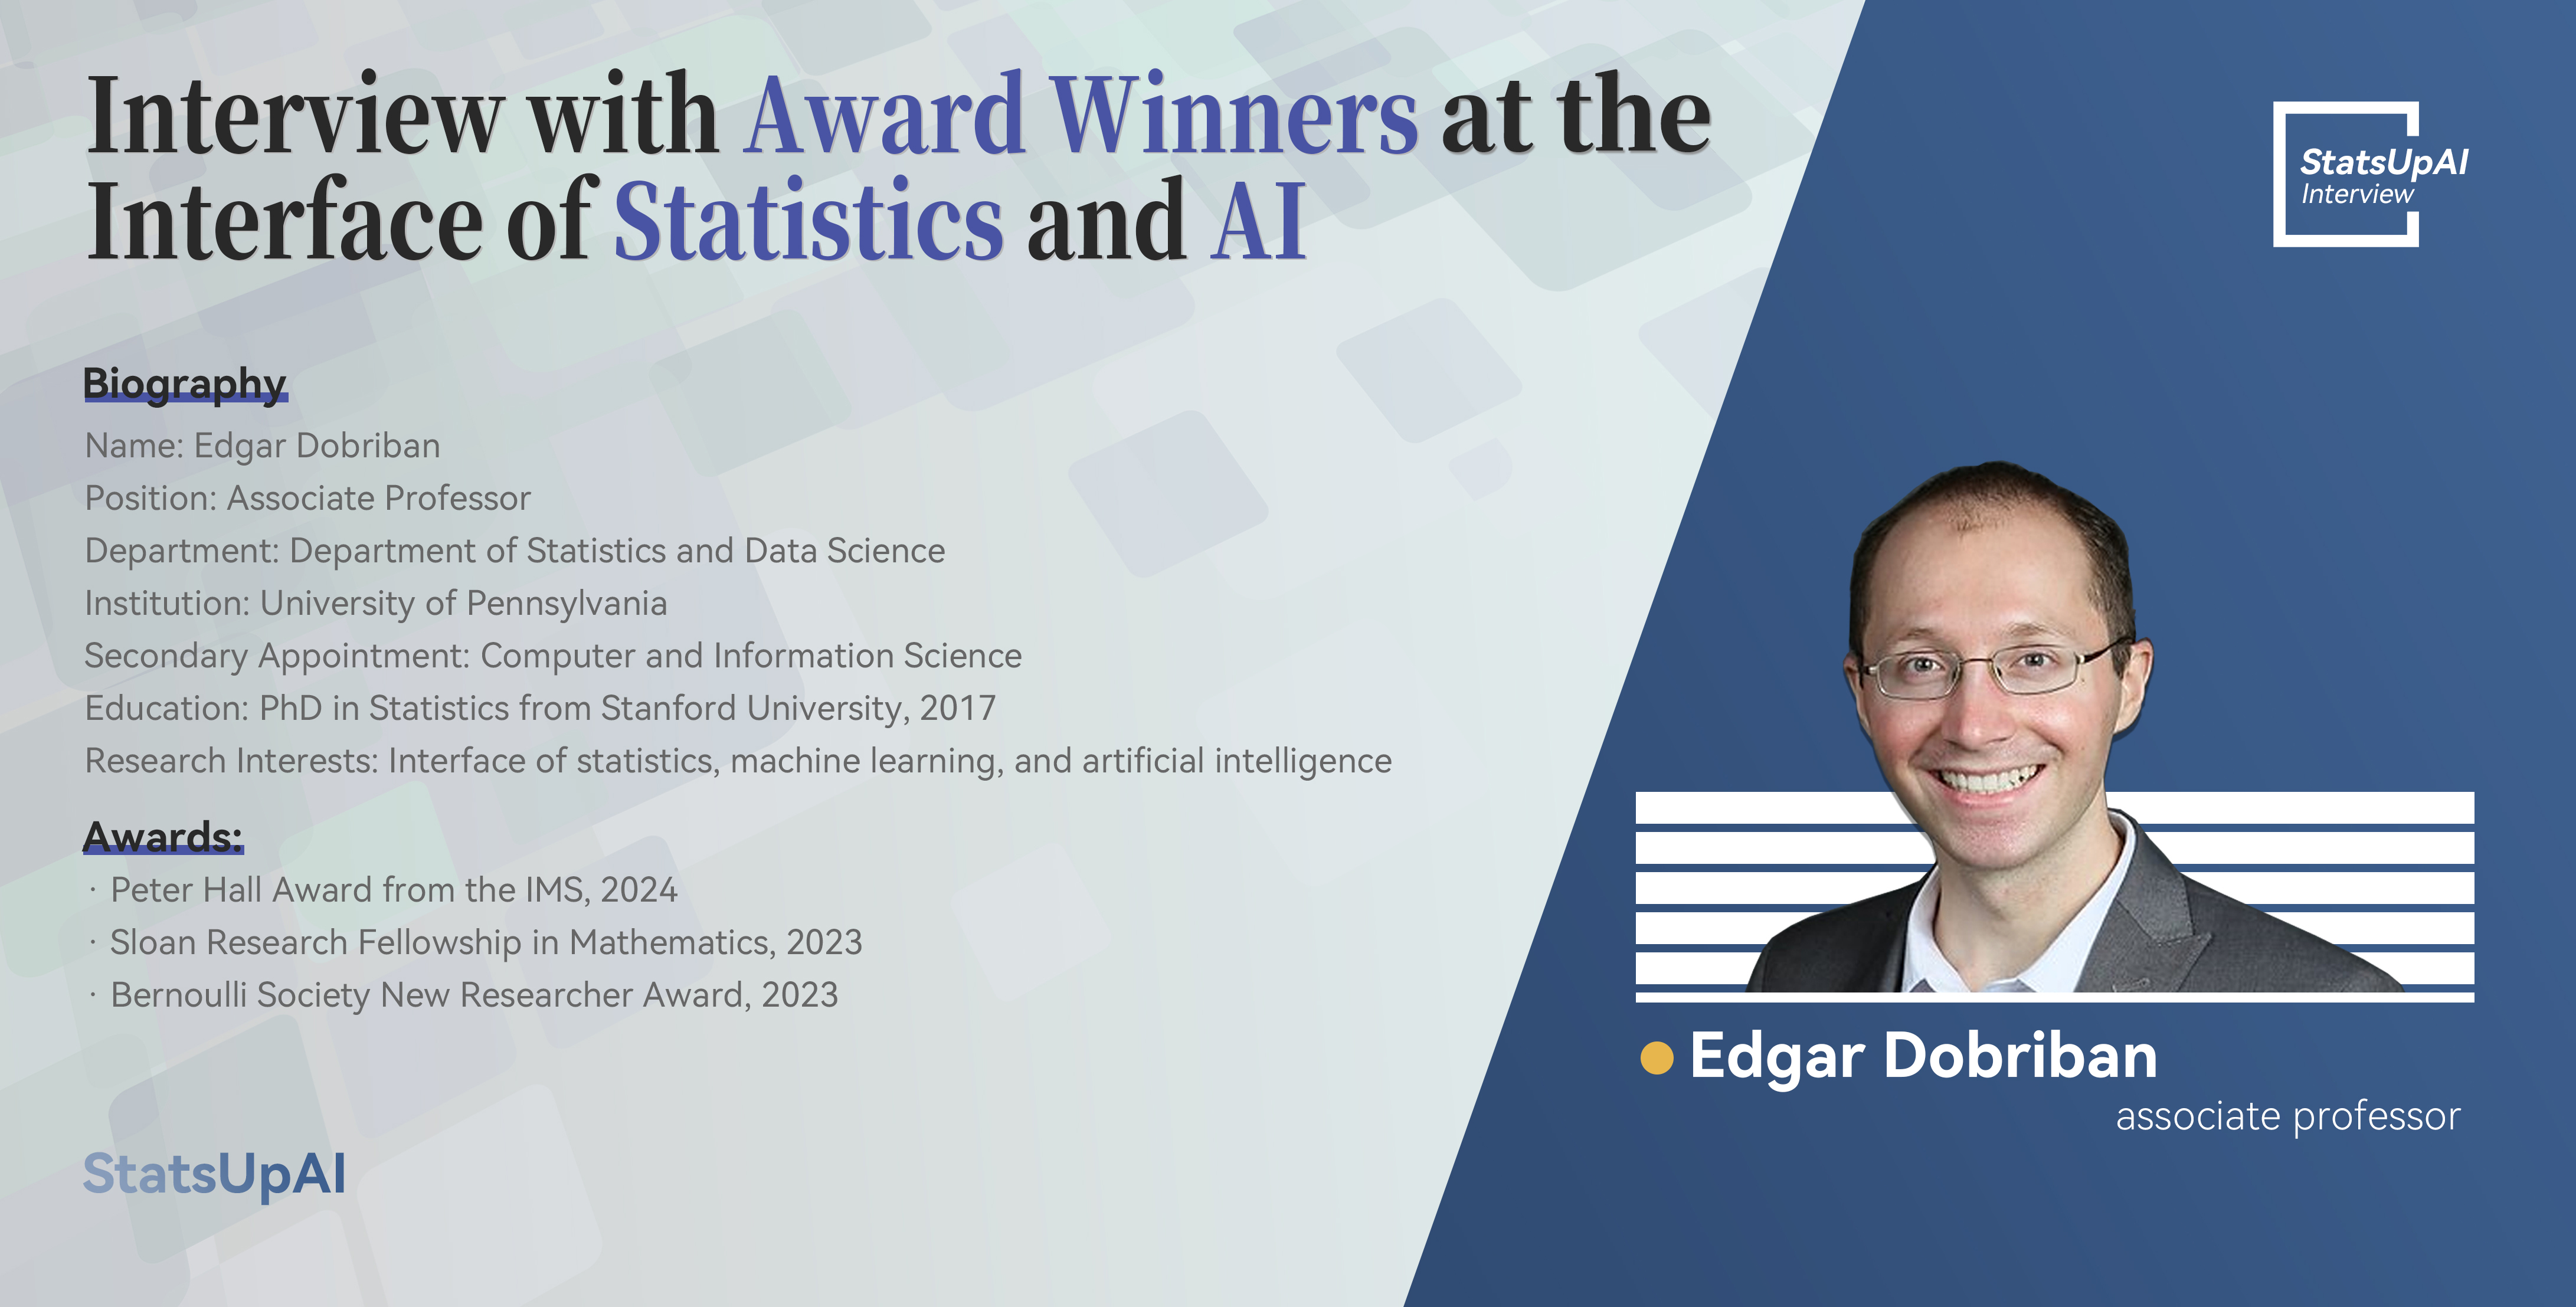 Interview with Award Winners at the
Interface of Statistics and AI
StatsUpAI
Interview
Biography
Name: Edgar Dobriban
Position: Associate Professor
Department: Department of Statistics and Data Science
Institution: University of Pennsylvania
Secondary Appointment: Computer and Information Science
Education: PhD in Statistics from Stanford University, 2017
Research Interests: Interface of statistics, machine learning, and artificial intelligence
Awards:
· Peter Hall Award from the IMS, 2024
· Sloan Research Fellowship in Mathematics, 2023
· Bernoulli Society New Researcher Award, 2023
StatsUpAI
Edgar Dobriban
associate professor